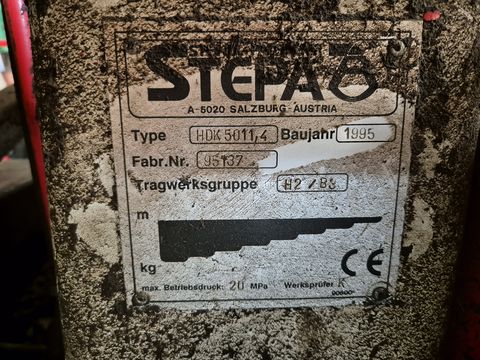 STEPA
A-5020 SALZBURG-AUSTRIA
Type HDK 5011,4 Baujahr 1995
Fabr.Nr. 95137
Tragwerksgruppe H2 / B3
m
kg
CE
max. Betriebsdruck: 20 MPa Werksprüfer K